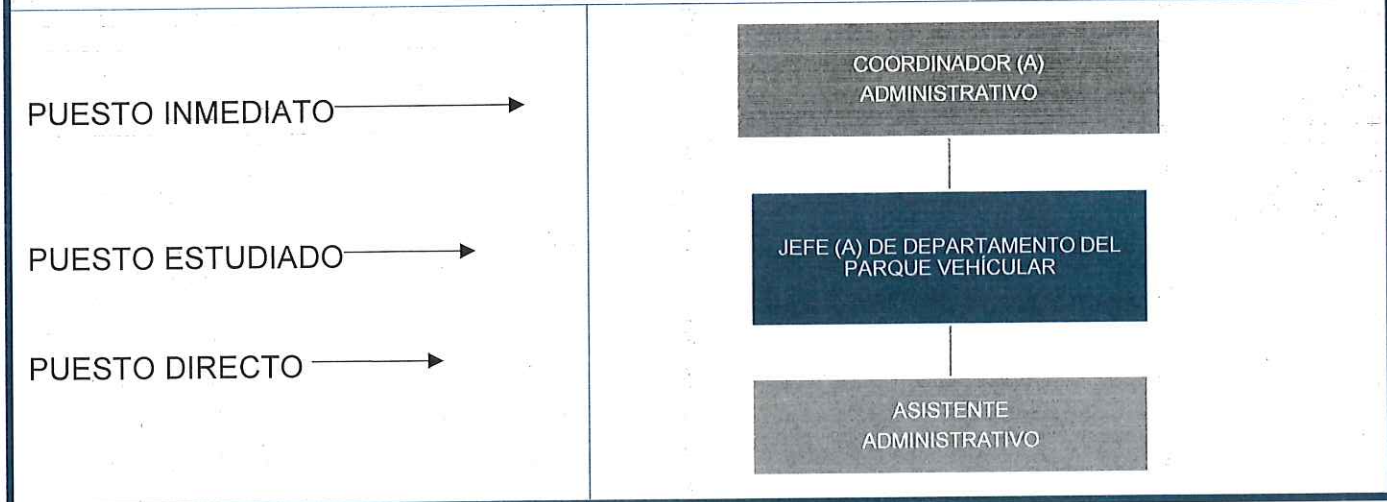 PUESTO INMEDIATO
COORDINADOR (A)
ADMINISTRATIVO
PUESTO ESTUDIADO
JEFE (A) DE DEPARTAMENTO DEL
PARQUE VEHÍCULAR
PUESTO DIRECTO
ASISTENTE
ADMINISTRATIVO